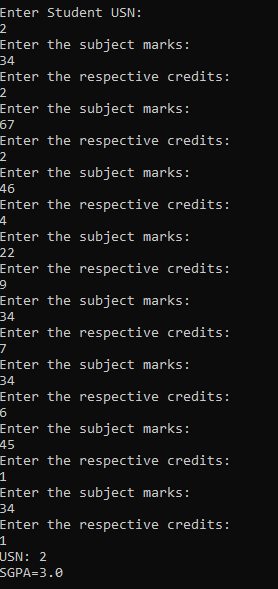 Enter Student USN:
2
Enter the subject marks:
34
Enter the respective credits:
2
Enter the subject marks:
67
Enter the respective credits:
2
Enter the subject marks:
46
Enter the respective credits:
4
Enter the subject marks:
22
Enter the respective credits:
9
Enter the subject marks:
34
Enter the respective credits:
7
Enter the subject marks:
34
Enter the respective credits:
6
Enter the subject marks:
45
Enter the respective credits:
1
Enter the subject marks:
34
Enter the respective credits:
1
USN: 2
SGPA=3.0